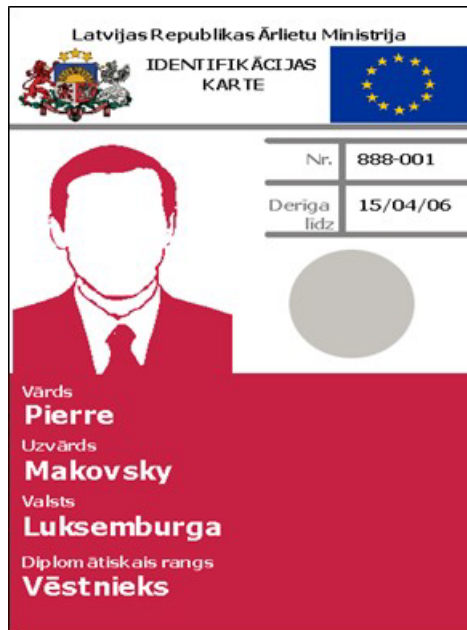 Latvijas Republikas Ārlietu Ministrija
IDENTIFIKĀCIJAS
KARTE
Nr. 888-001
Derīga līdz 15/04/06
Vārds
Pierre
Uzvārds
Makovsky
Valsts
Luksemburga
Diplomātiskais rangs
Vēstnieks